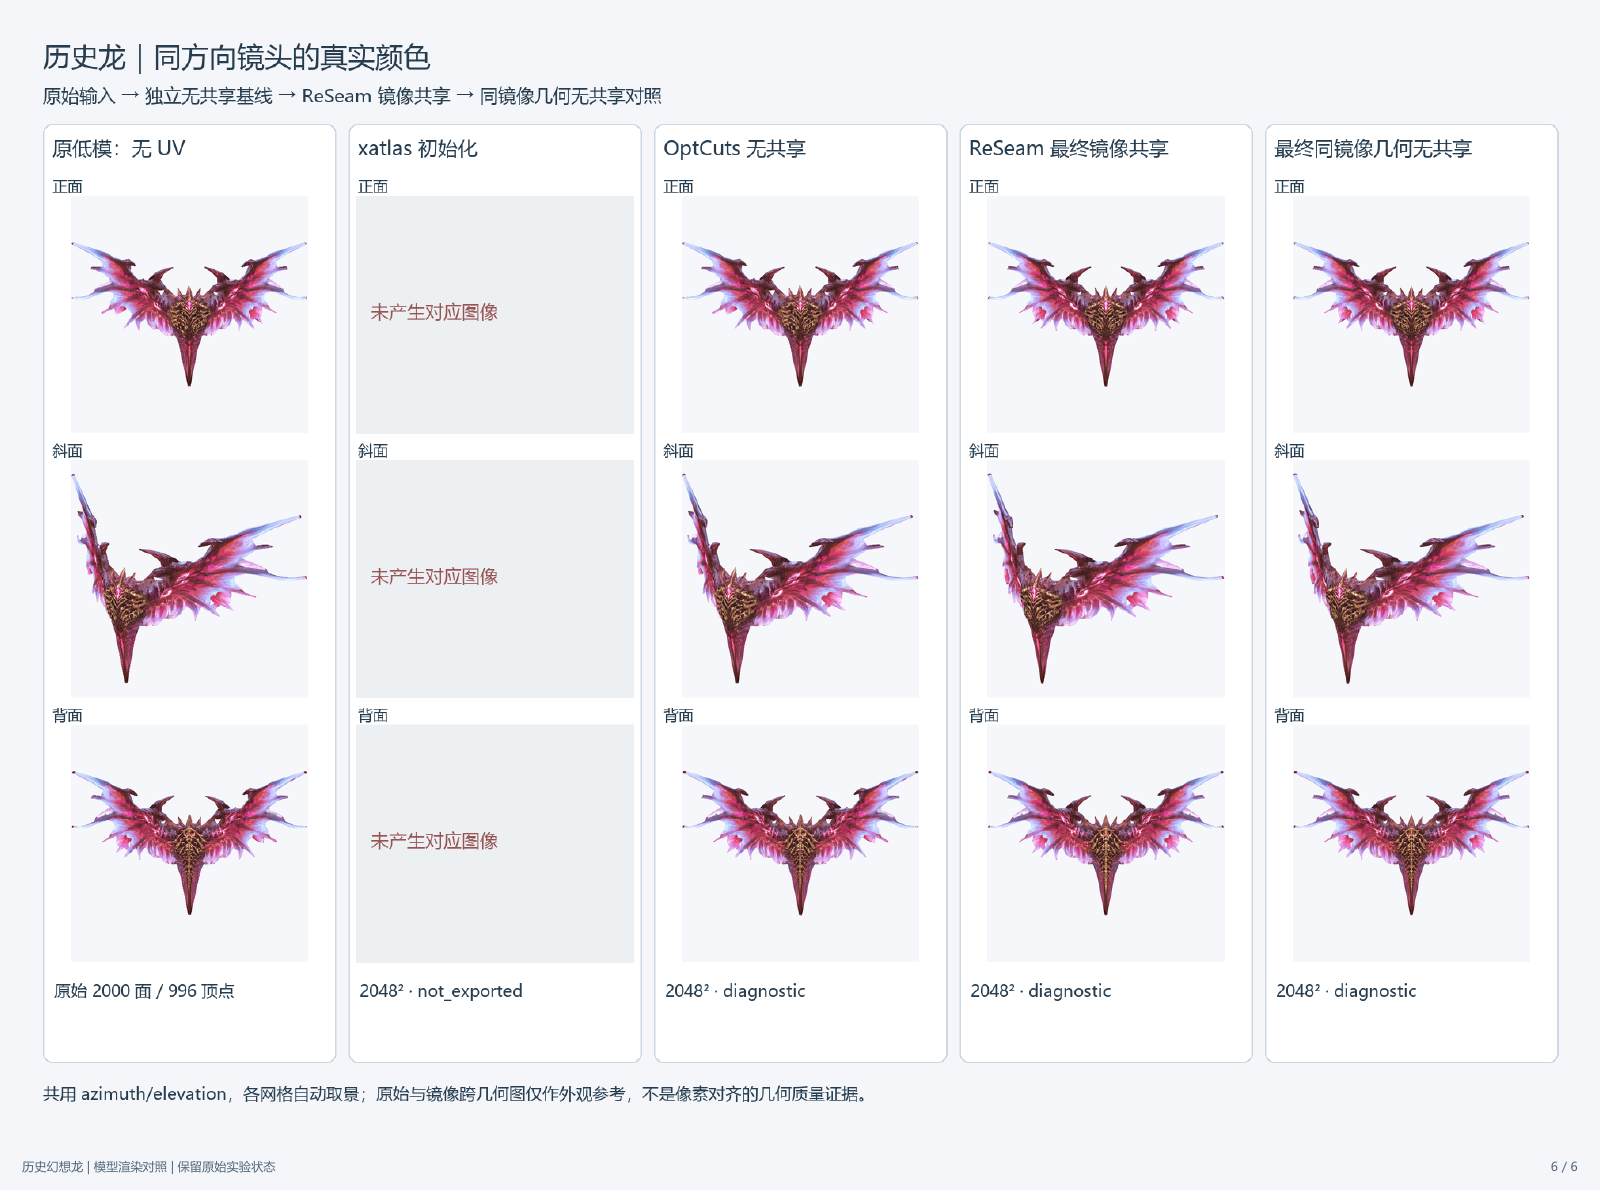 历史龙 | 同方向镜头的真实颜色
原始输入 → 独立无共享基线 → ReSeam 镜像共享 → 同镜像几何无共享对照
原低模：无 UV
正面
斜面
背面
原始 2000 面 / 996 顶点
xatlas 初始化
正面
未产生对应图像
斜面
未产生对应图像
背面
未产生对应图像
2048² · not_exported
OptCuts 无共享
正面
斜面
背面
2048² · diagnostic
ReSeam 最终镜像共享
正面
斜面
背面
2048² · diagnostic
最终同镜像几何无共享
正面
斜面
背面
2048² · diagnostic
共用 azimuth/elevation，各网格自动取景；原始与镜像跨几何图仅作外观参考，不是像素对齐的几何质量证据。
历史幻想龙 | 模型渲染对照 | 保留原始实验状态
6 / 6